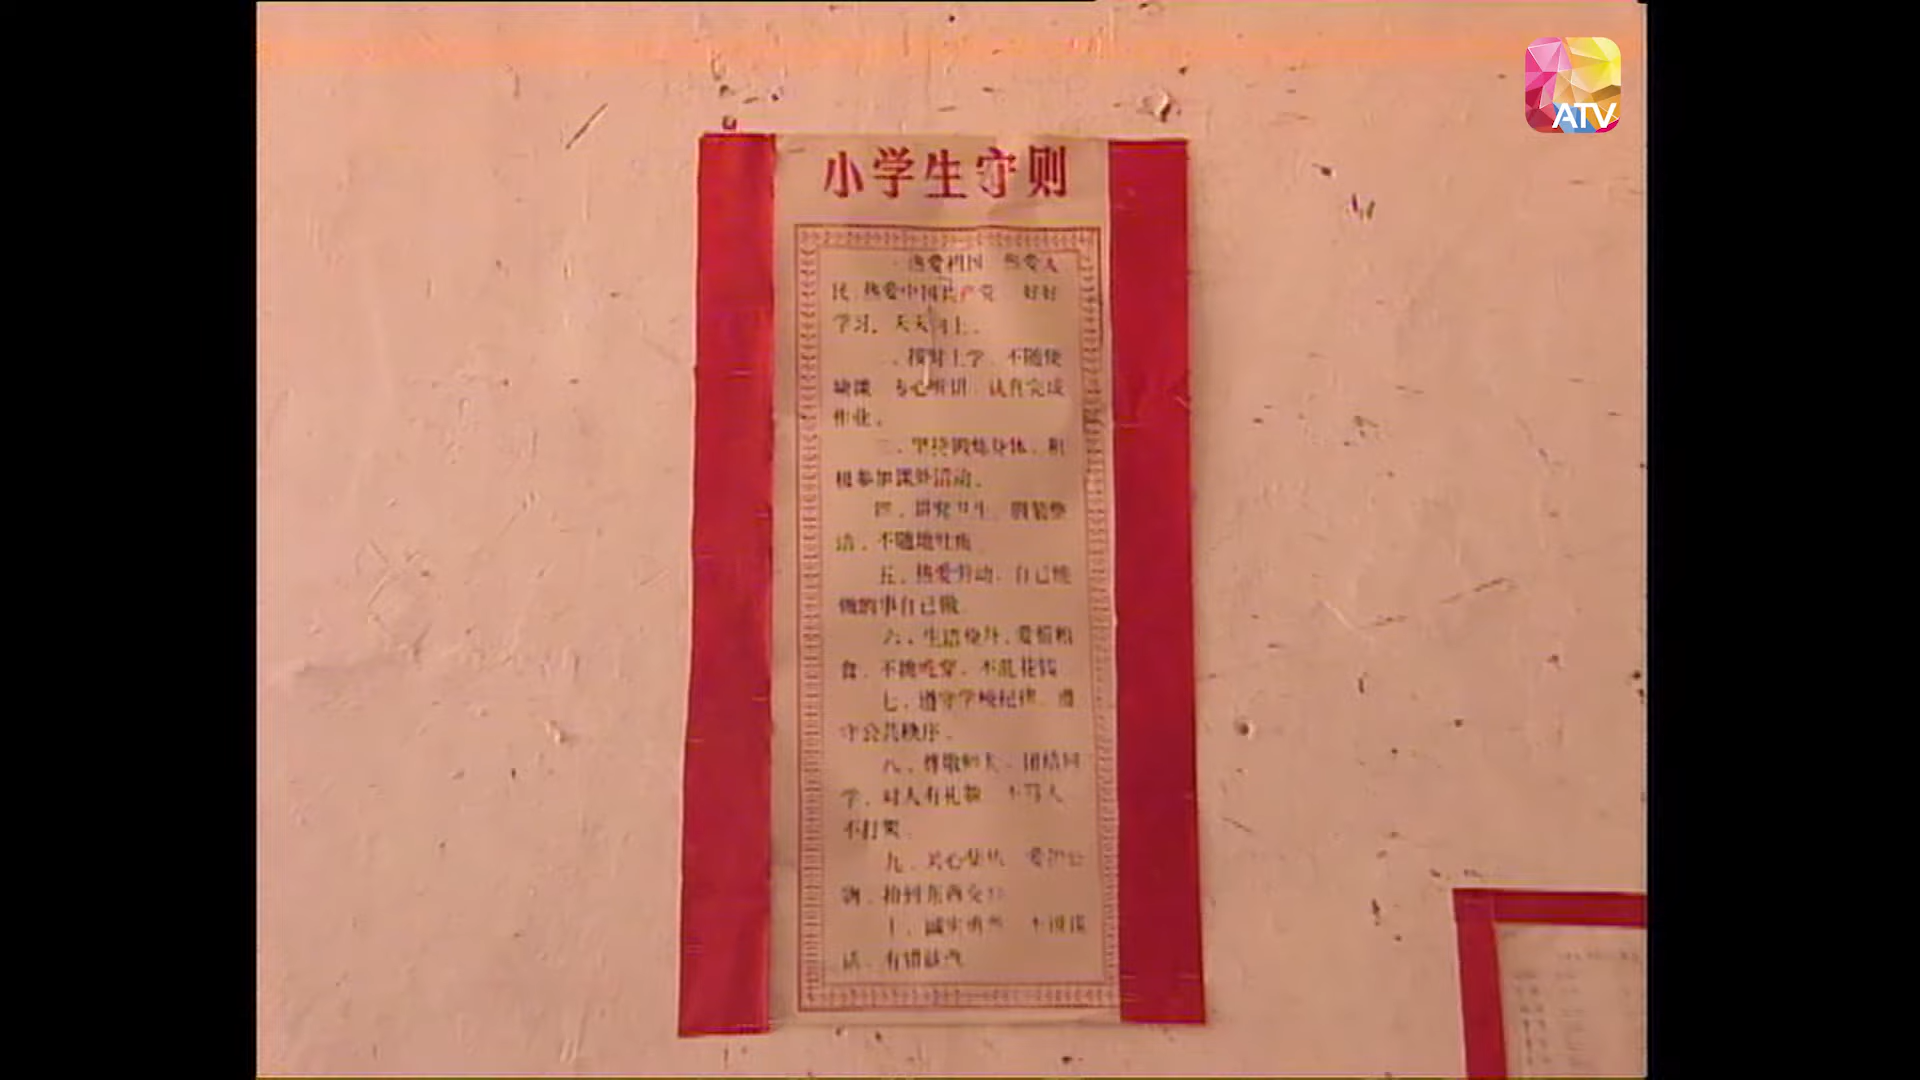 ATV
小学生守则
热爱祖国 热爱人
民 热爱中国共产党 好好
学习，天天向上。
按时上学 不随便
缺课 专心听讲 认真完成
作业。
坚持锻炼身体，积
极参加课外活动。
四，讲究卫生 服装整
洁，不随地吐痰
五，热爱劳动，自己能
做的事自己做
六，生活俭朴，爱惜粮
食，不挑吃穿，不乱花钱
七，遵守学校纪律 遵
守公共秩序。
八，尊敬师长，团结同
学，对人有礼貌 不骂人
不打架
九，关心集体 爱护公
物，拾到东西交公
十，诚实勇敢 不说谎
话，有错就改